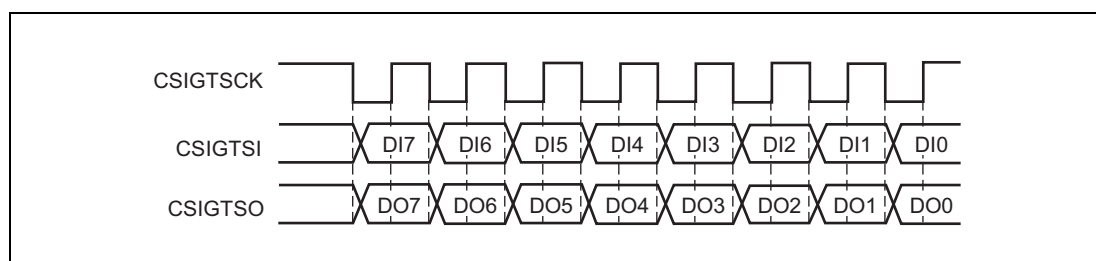 CSIGTSCK
CSIGTSI DI7 DI6 DI5 DI4 DI3 DI2 DI1 DI0
CSIGTSO DO7 DO6 DO5 DO4 DO3 DO2 DO1 DO0